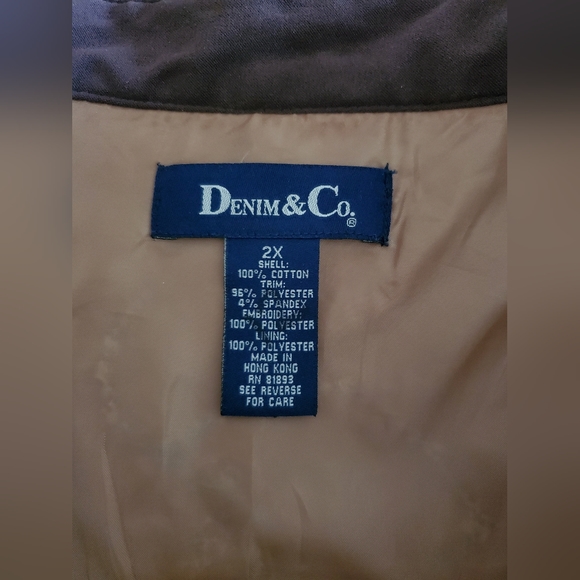 DENIM & CO.®
2X
SHELL:
100% COTTON
TRIM:
96% POLYESTER
4% SPANDEX
EMBROIDERY:
100% POLYESTER
LINING:
100% POLYESTER
MADE IN
HONG KONG
RN 81893
SEE REVERSE
FOR CARE